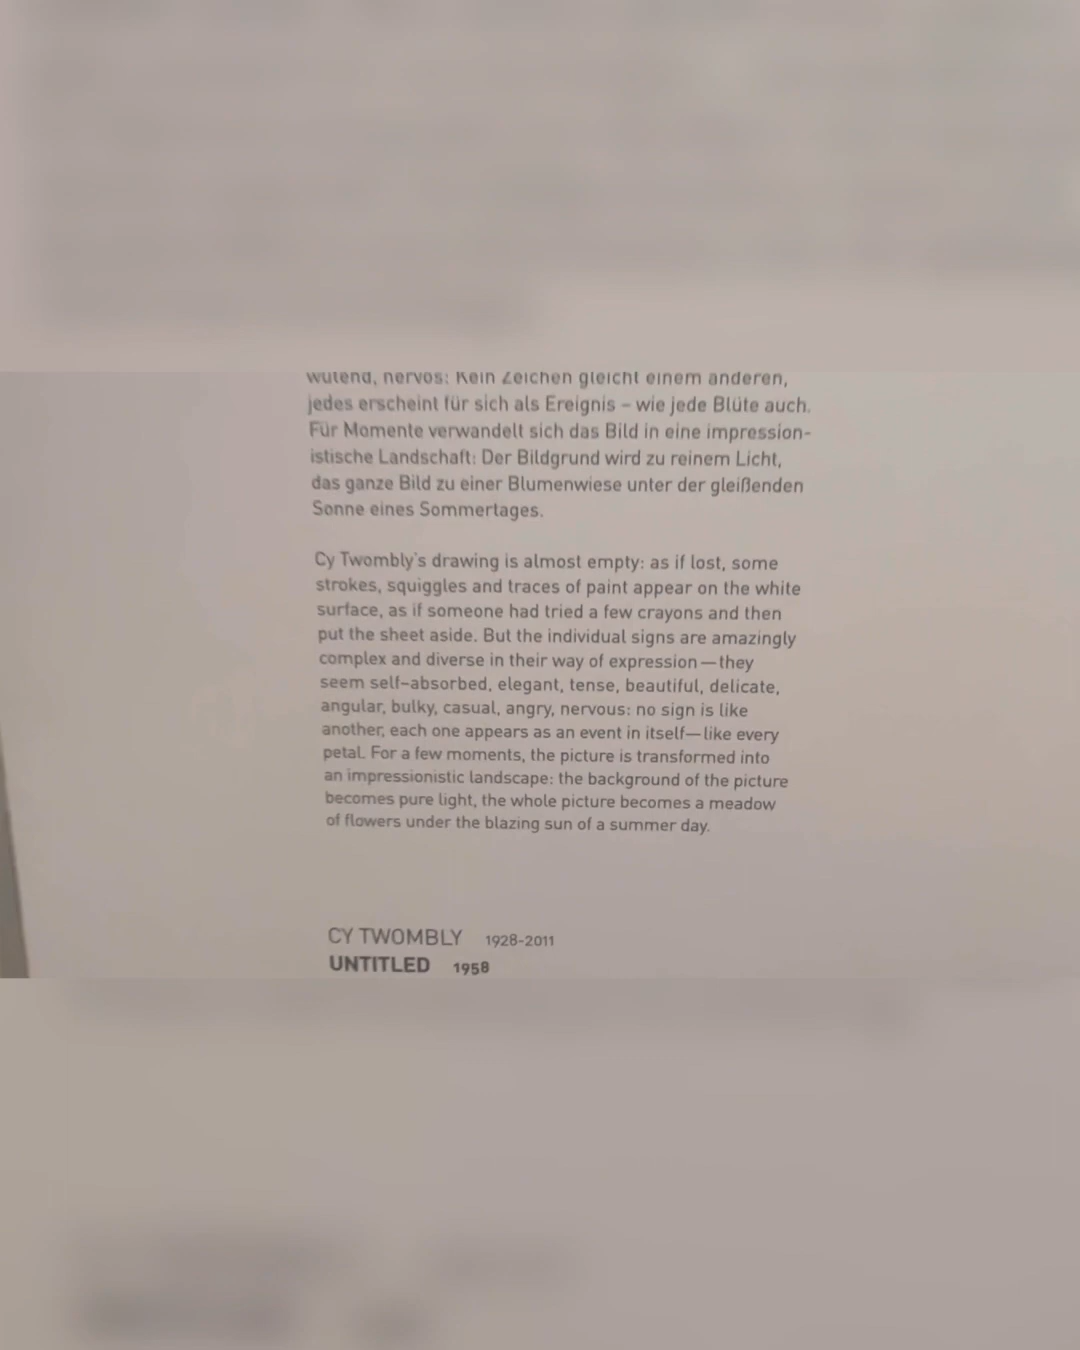 wütend, nervös: Kein Zeichen gleicht einem anderen,
jedes erscheint für sich als Ereignis – wie jede Blüte auch.
Für Momente verwandelt sich das Bild in eine impression-
istische Landschaft: Der Bildgrund wird zu reinem Licht,
das ganze Bild zu einer Blumenwiese unter der gleißenden
Sonne eines Sommertages.
Cy Twombly's drawing is almost empty: as if lost, some
strokes, squiggles and traces of paint appear on the white
surface, as if someone had tried a few crayons and then
put the sheet aside. But the individual signs are amazingly
complex and diverse in their way of expression—they
seem self-absorbed, elegant, tense, beautiful, delicate,
angular, bulky, casual, angry, nervous: no sign is like
another, each one appears as an event in itself—like every
petal. For a few moments, the picture is transformed into
an impressionistic landscape: the background of the picture
becomes pure light, the whole picture becomes a meadow
of flowers under the blazing sun of a summer day.
CY TWOMBLY 1928-2011
UNTITLED 1958